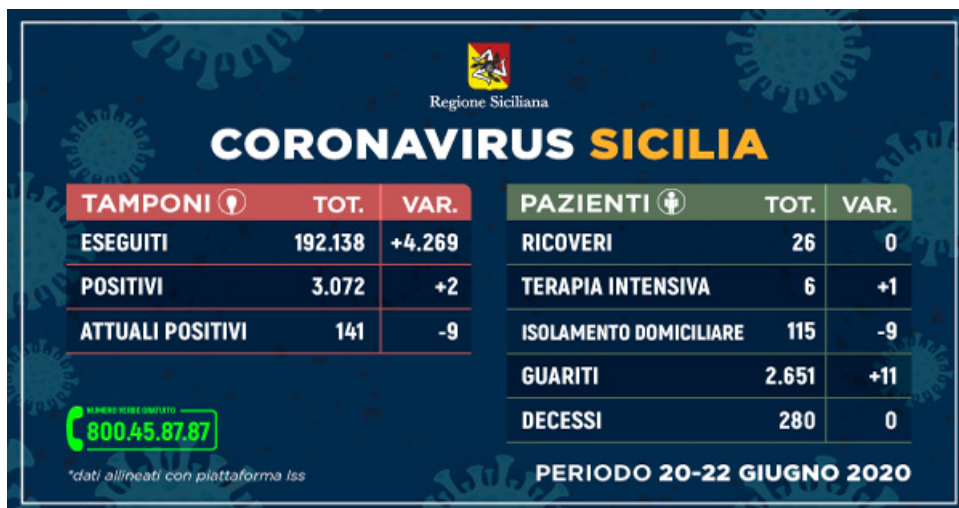 Regione Siciliana
CORONAVIRUS SICILIA
TAMPONI TOT. VAR.
ESEGUITI 192.138 +4.269
POSITIVI 3.072 +2
ATTUALI POSITIVI 141 -9
PAZIENTI TOT. VAR.
RICOVERI 26 0
TERAPIA INTENSIVA 6 +1
ISOLAMENTO DOMICILIARE 115 -9
GUARITI 2.651 +11
DECESSI 280 0
NUMERO VERDE GRATUITO
800.45.87.87
*dati allineati con piattaforma Iss
PERIODO 20-22 GIUGNO 2020